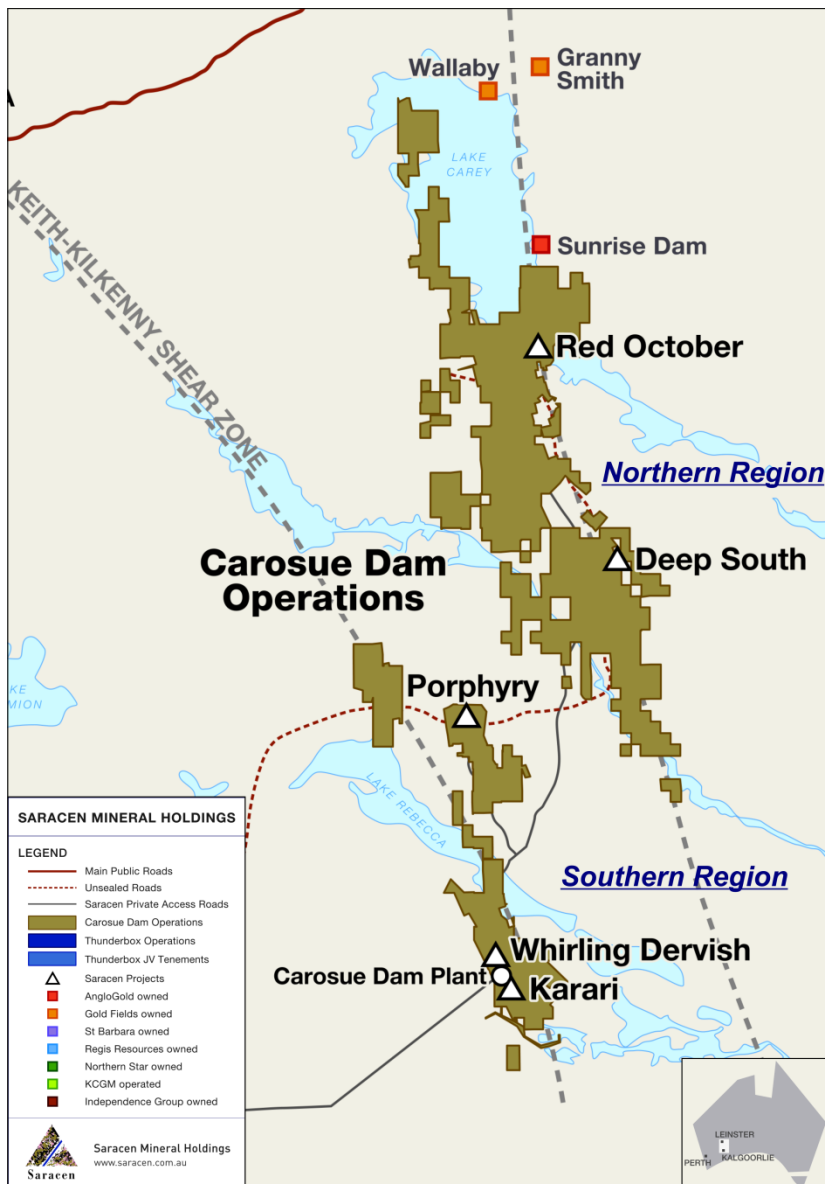 Wallaby
Granny
Smith
A
LAKE
CAREY
KEITH-KILKENNY SHEAR ZONE
Sunrise Dam
Red October
Northern Region
Carosue Dam
Operations
Deep South
Porphyry
KE
MION
LAKE REBECCA
Southern Region
Whirling Dervish
Carosue Dam Plant
Karari
SARACEN MINERAL HOLDINGS
LEGEND
Main Public Roads
Unsealed Roads
Saracen Private Access Roads
Carosue Dam Operations
Thunderbox Operations
Thunderbox JV Tenements
Saracen Projects
AngloGold owned
Gold Fields owned
St Barbara owned
Regis Resources owned
Northern Star owned
KCGM operated
Independence Group owned
Saracen
Saracen Mineral Holdings
www.saracen.com.au
LEINSTER
PERTH
KALGOORLIE